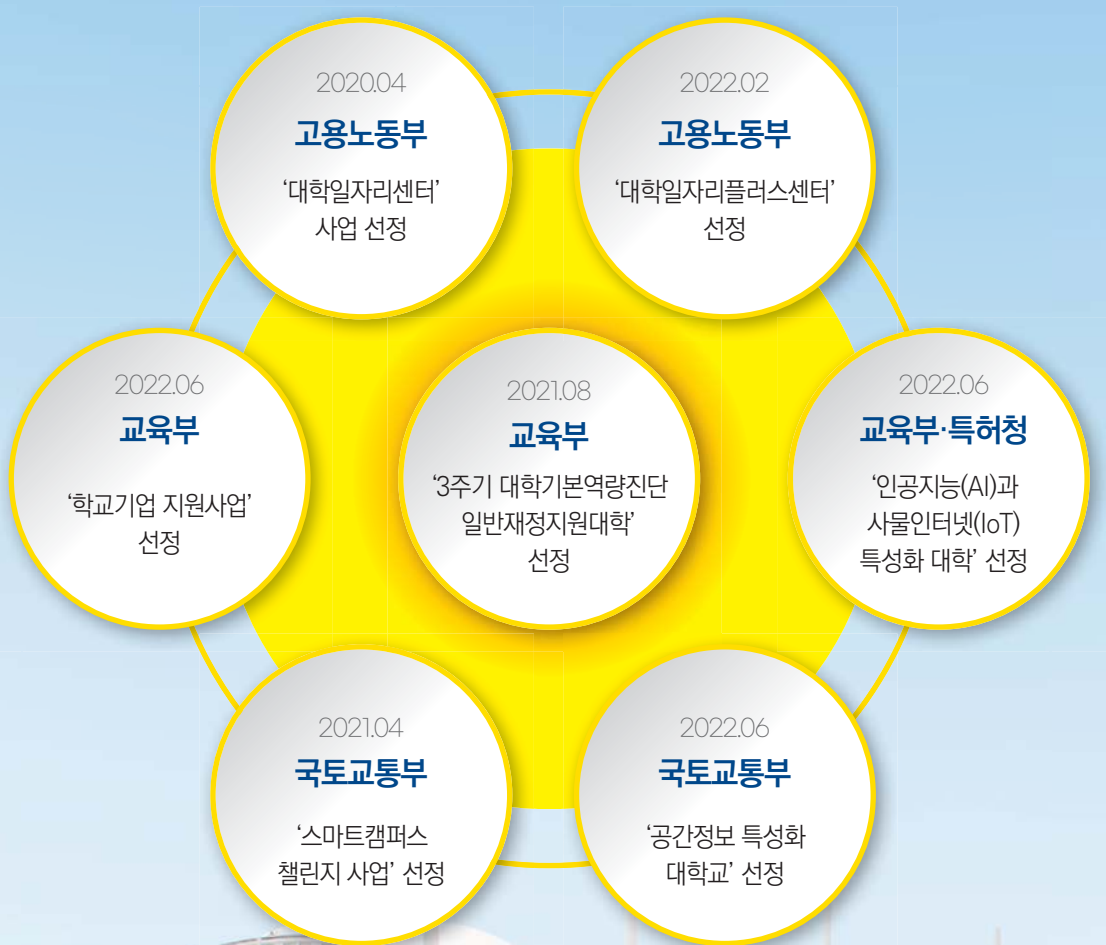 2020.04
고용노동부
‘대학일자리센터’
사업 선정
2022.02
고용노동부
‘대학일자리플러스센터’
선정
2022.06
교육부
‘학교기업 지원사업’
선정
2021.08
교육부
‘3주기 대학기본역량진단
일반재정지원대학’
선정
2022.06
교육부·특허청
‘인공지능(AI)과
사물인터넷(IoT)
특성화 대학’ 선정
2021.04
국토교통부
‘스마트캠퍼스
챌린지 사업’ 선정
2022.06
국토교통부
‘공간정보 특성화
대학교’ 선정